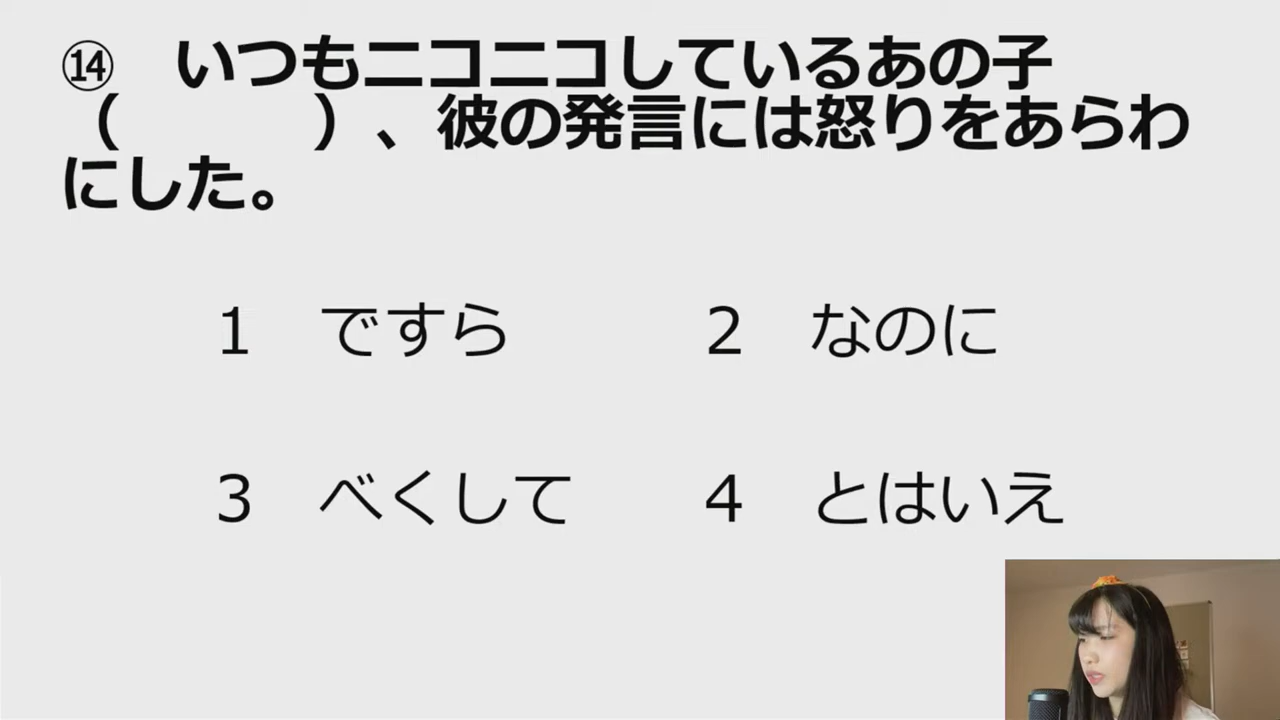 ⑭　いつもニコニコしているあの子
（　　　）、彼の発言には怒りをあらわ
にした。
1　ですら　2　なのに
3　べくして　4　とはいえ